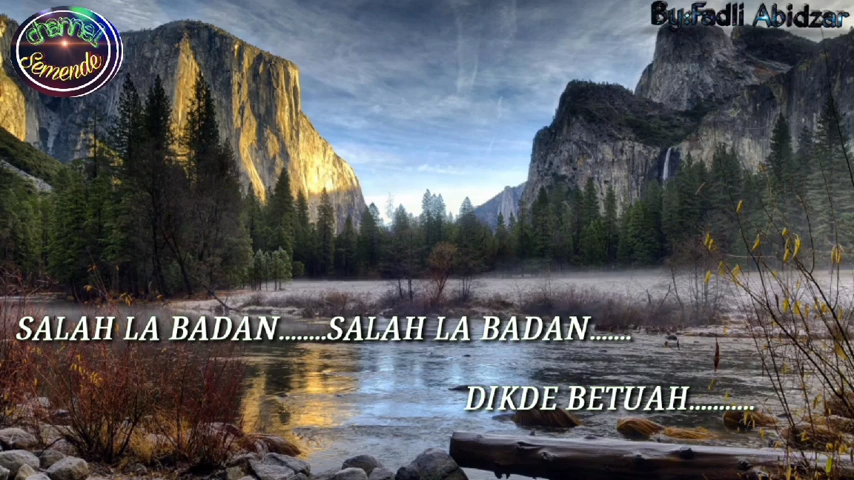 channel
Semende
By:Fadli Abidzar
SALAH LA BADAN........SALAH LA BADAN.......
DIKDE BETUAH...........